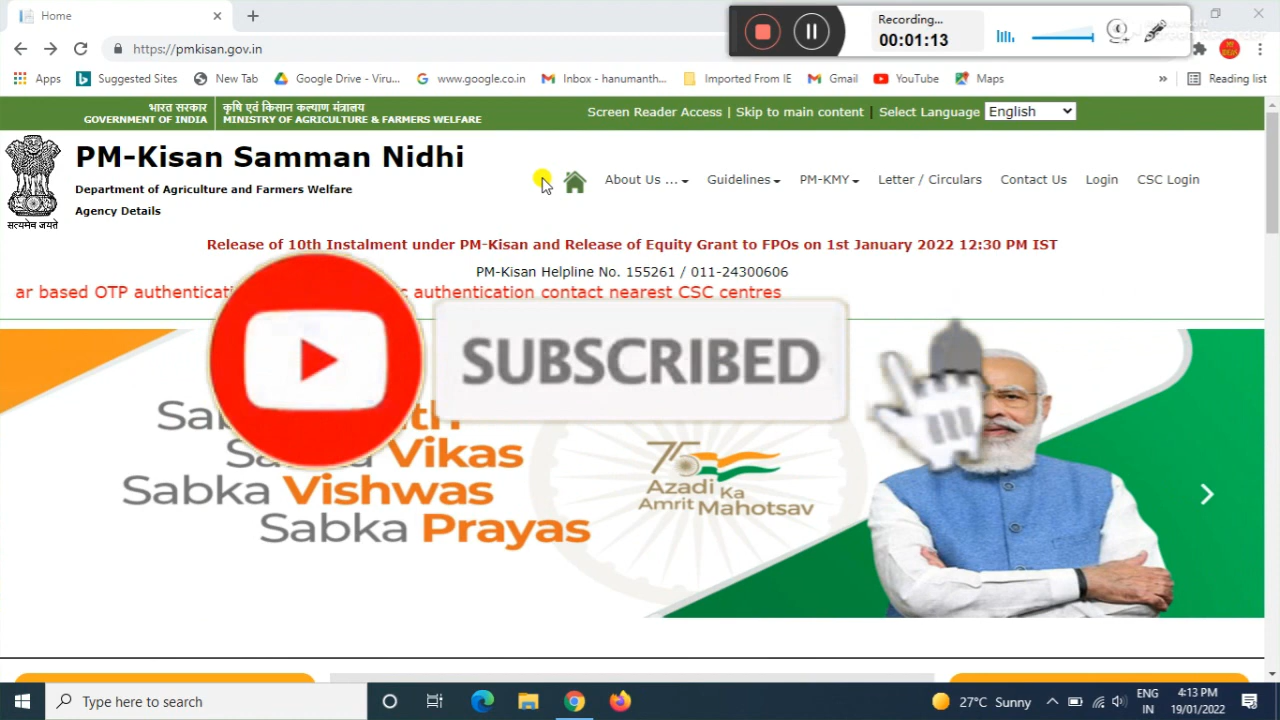 Home
Recording...
00:01:13
https://pmkisan.gov.in
Apps
Suggested Sites
New Tab
Google Drive - Viru...
www.google.co.in
Inbox - hanumanth...
Imported From IE
Gmail
YouTube
Maps
»
Reading list
भारत सरकार
GOVERNMENT OF INDIA
कृषि एवं किसान कल्याण मंत्रालय
MINISTRY OF AGRICULTURE & FARMERS WELFARE
Screen Reader Access | Skip to main content | Select Language English
PM-Kisan Samman Nidhi
Department of Agriculture and Farmers Welfare
Agency Details
सत्यमेव जयते
About Us ...
Guidelines
PM-KMY
Letter / Circulars
Contact Us
Login
CSC Login
Release of 10th Instalment under PM-Kisan and Release of Equity Grant to FPOs on 1st January 2022 12:30 PM IST
PM-Kisan Helpline No. 155261 / 011-24300606
ar based OTP authenticati
authentication contact nearest CSC centres
SUBSCRIBED
Vikas
Sabka Vishwas
Sabka Prayas
75
Azadi Ka
Amrit Mahotsav
Type here to search
27°C Sunny
ENG
IN
4:13 PM
19/01/2022